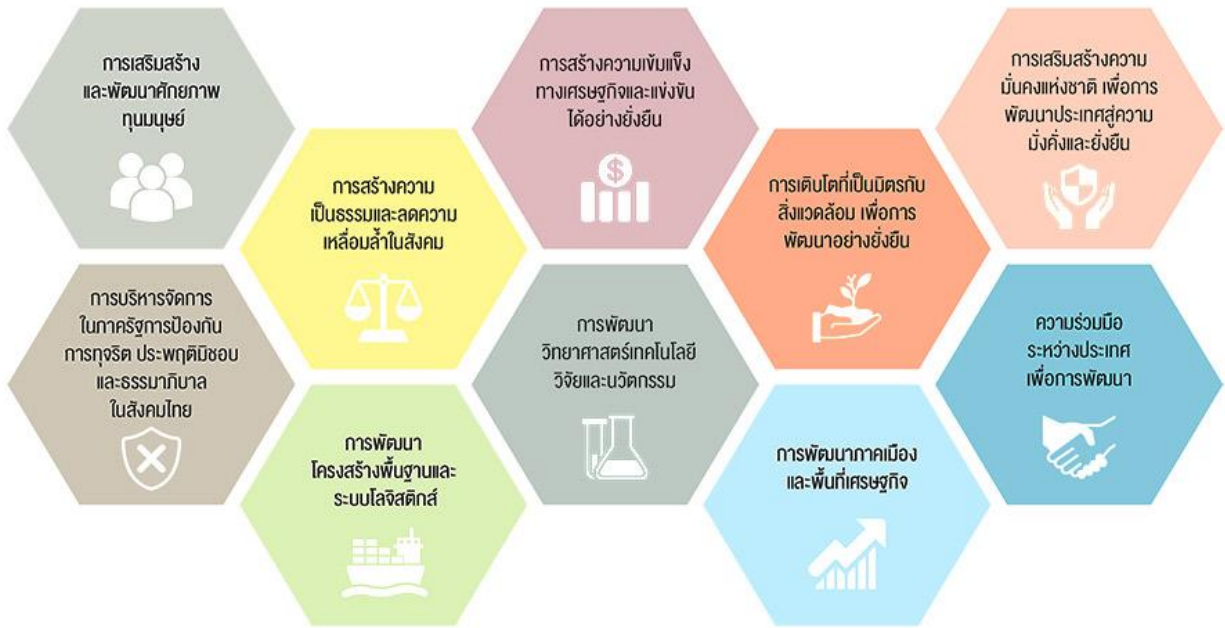 การเสริมสร้าง
และพัฒนาศักยภาพ
ทุนมนุษย์
การสร้างความ
เป็นธรรมและลดความ
เหลื่อมล้ำในสังคม
การสร้างความเข้มแข็ง
ทางเศรษฐกิจและแข่งขัน
ได้อย่างยั่งยืน
การเติบโตที่เป็นมิตรกับ
สิ่งแวดล้อม เพื่อการ
พัฒนาอย่างยั่งยืน
การเสริมสร้างความ
มั่นคงแห่งชาติ เพื่อการ
พัฒนาประเทศสู่ความ
มั่งคั่งและยั่งยืน
การบริหารจัดการ
ในภาครัฐการป้องกัน
การทุจริต ประพฤติมิชอบ
และธรรมาภิบาล
ในสังคมไทย
การพัฒนา
โครงสร้างพื้นฐานและ
ระบบโลจิสติกส์
การพัฒนา
วิทยาศาสตร์เทคโนโลยี
วิจัยและนวัตกรรม
การพัฒนาภาคเมือง
และพื้นที่เศรษฐกิจ
ความร่วมมือ
ระหว่างประเทศ
เพื่อการพัฒนา